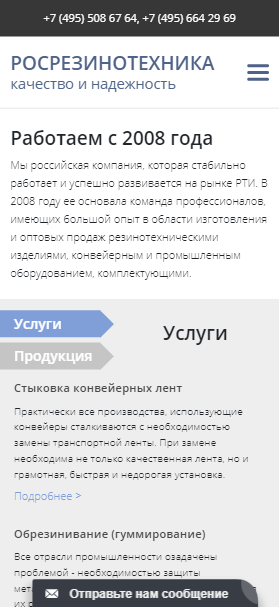 +7 (495) 508 67 64, +7 (495) 664 29 69
РОСРЕЗИНОТЕХНИКА
качество и надежность
Работаем с 2008 года
Мы российская компания, которая стабильно
работает и успешно развивается на рынке РТИ. В
2008 году ее основала команда профессионалов,
имеющих большой опыт в области изготовления
и оптовых продаж резинотехническими
изделиями, конвейерным и промышленным
оборудованием, комплектующими.
Услуги
Услуги
Продукция
Стыковка конвейерных лент
Практически все производства, использующие
конвейеры сталкиваются с необходимостью
замены транспортной ленты. При замене
необходима не только качественная лента, но и
грамотная, быстрая и недорогая установка.
Подробнее >
Обрезинивание (гуммирование)
Все отрасли промышленности озадачены
проблемой - необходимостью защиты
Отправьте нам сообщение